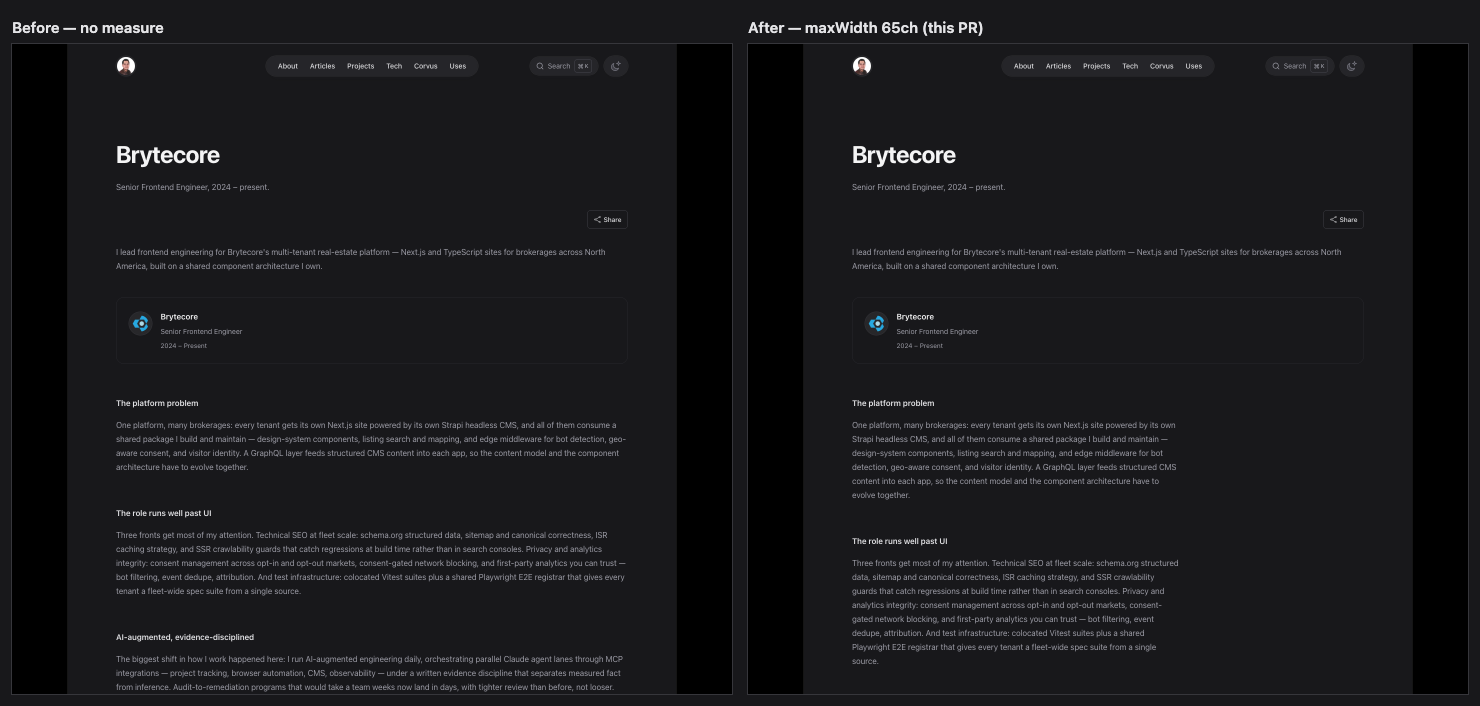 Before — no measure
About Articles Projects Tech Corvus Uses
Search ⌘K
Brytecore
Senior Frontend Engineer, 2024 – present.
Share
I lead frontend engineering for Brytecore's multi-tenant real-estate platform — Next.js and TypeScript sites for brokerages across North
America, built on a shared component architecture I own.
Brytecore
Senior Frontend Engineer
2024 – Present
The platform problem
One platform, many brokerages: every tenant gets its own Next.js site powered by its own Strapi headless CMS, and all of them consume a
shared package I build and maintain — design-system components, listing search and mapping, and edge middleware for bot detection, geo-
aware consent, and visitor identity. A GraphQL layer feeds structured CMS content into each app, so the content model and the component
architecture have to evolve together.
The role runs well past UI
Three fronts get most of my attention. Technical SEO at fleet scale: schema.org structured data, sitemap and canonical correctness, ISR
caching strategy, and SSR crawlability guards that catch regressions at build time rather than in search consoles. Privacy and analytics
integrity: consent management across opt-in and opt-out markets, consent-gated network blocking, and first-party analytics you can trust —
bot filtering, event dedupe, attribution. And test infrastructure: colocated Vitest suites plus a shared Playwright E2E registrar that gives every
tenant a fleet-wide spec suite from a single source.
AI-augmented, evidence-disciplined
The biggest shift in how I work happened here: I run AI-augmented engineering daily, orchestrating parallel Claude agent lanes through MCP
integrations — project tracking, browser automation, CMS, observability — under a written evidence discipline that separates measured fact
from inference. Audit-to-remediation programs that would take a team weeks now land in days, with tighter review than before, not looser.
After — maxWidth 65ch (this PR)
About Articles Projects Tech Corvus Uses
Search ⌘K
Brytecore
Senior Frontend Engineer, 2024 – present.
Share
I lead frontend engineering for Brytecore's multi-tenant real-estate platform — Next.js and TypeScript sites for brokerages across North
America, built on a shared component architecture I own.
Brytecore
Senior Frontend Engineer
2024 – Present
The platform problem
One platform, many brokerages: every tenant gets its own Next.js site powered by its own
Strapi headless CMS, and all of them consume a shared package I build and maintain —
design-system components, listing search and mapping, and edge middleware for bot
detection, geo-aware consent, and visitor identity. A GraphQL layer feeds structured CMS
content into each app, so the content model and the component architecture have to
evolve together.
The role runs well past UI
Three fronts get most of my attention. Technical SEO at fleet scale: schema.org structured
data, sitemap and canonical correctness, ISR caching strategy, and SSR crawlability
guards that catch regressions at build time rather than in search consoles. Privacy and
analytics integrity: consent management across opt-in and opt-out markets, consent-
gated network blocking, and first-party analytics you can trust — bot filtering, event
dedupe, attribution. And test infrastructure: colocated Vitest suites plus a shared
Playwright E2E registrar that gives every tenant a fleet-wide spec suite from a single
source.